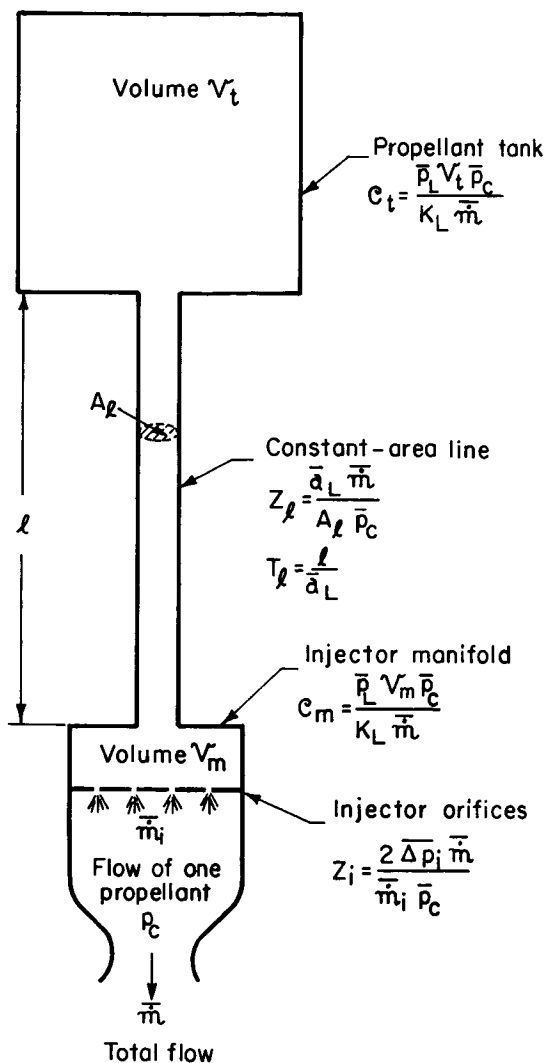 Volume 𝒱t
Propellant tank
𝒞t = p̄L 𝒱t p̄c / KL ṁ̄
Aℓ
Constant-area line
Zℓ = āL ṁ̄ / Aℓ p̄c
ℓ
Tℓ = ℓ / āL
Injector manifold
𝒞m = p̄L 𝒱m p̄c / KL ṁ̄
Volume 𝒱m
Injector orifices
ṁ̄i
Zi = 2 Δp̄i ṁ̄ / ṁ̄i p̄c
Flow of one
propellant
pc
ṁ̄
Total flow